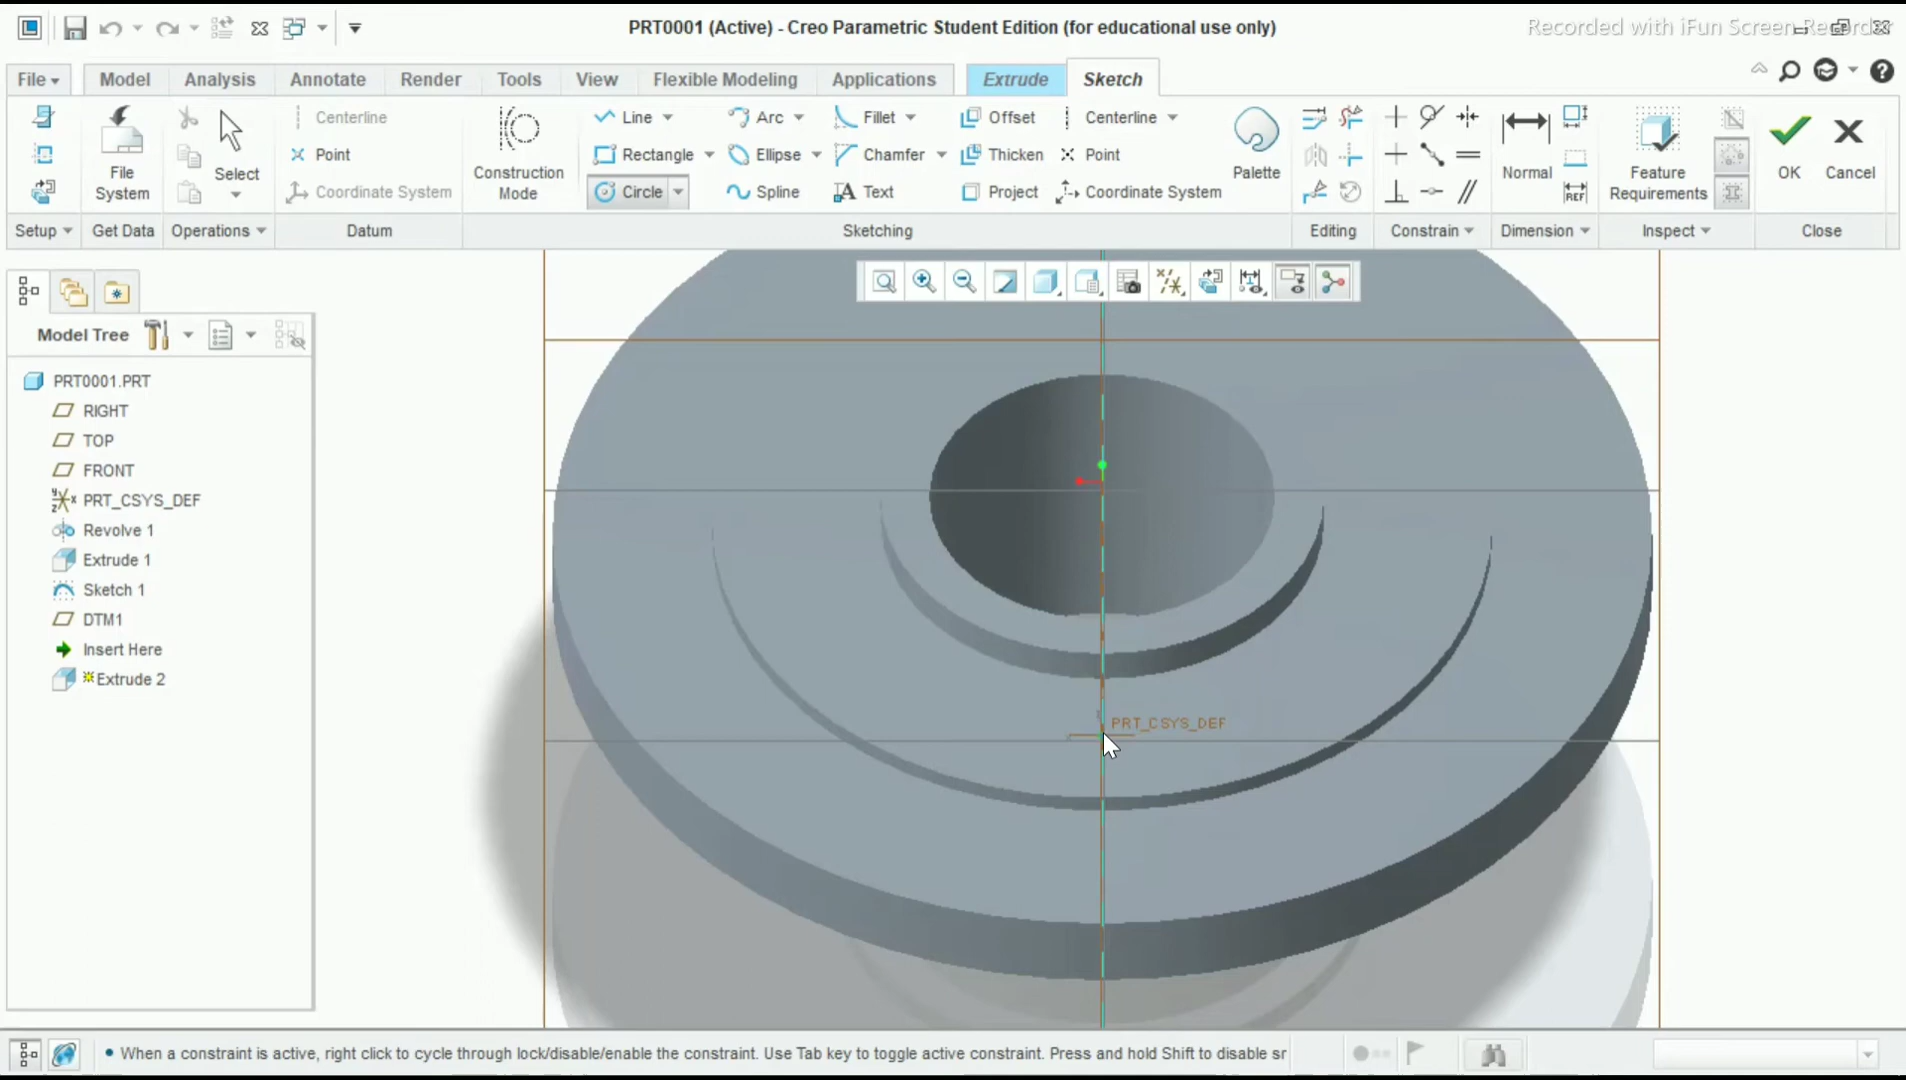 PRT0001 (Active) - Creo Parametric Student Edition (for educational use only)
Recorded with iFun Screen Recorder
File Model Analysis Annotate Render Tools View Flexible Modeling Applications Extrude Sketch
Centerline Line Arc Fillet Offset Centerline
Point Rectangle Ellipse Chamfer Thicken Point
File System Select Coordinate System Construction Mode Circle Spline Text Project Coordinate System Palette Normal REF Feature Requirements OK Cancel
Setup Get Data Operations Datum Sketching Editing Constrain Dimension Inspect Close
Model Tree
PRT0001.PRT
RIGHT
TOP
FRONT
PRT_CSYS_DEF
Revolve 1
Extrude 1
Sketch 1
DTM1
Insert Here
Extrude 2
PRT_CSYS_DEF
• When a constraint is active, right click to cycle through lock/disable/enable the constraint. Use Tab key to toggle active constraint. Press and hold Shift to disable sr